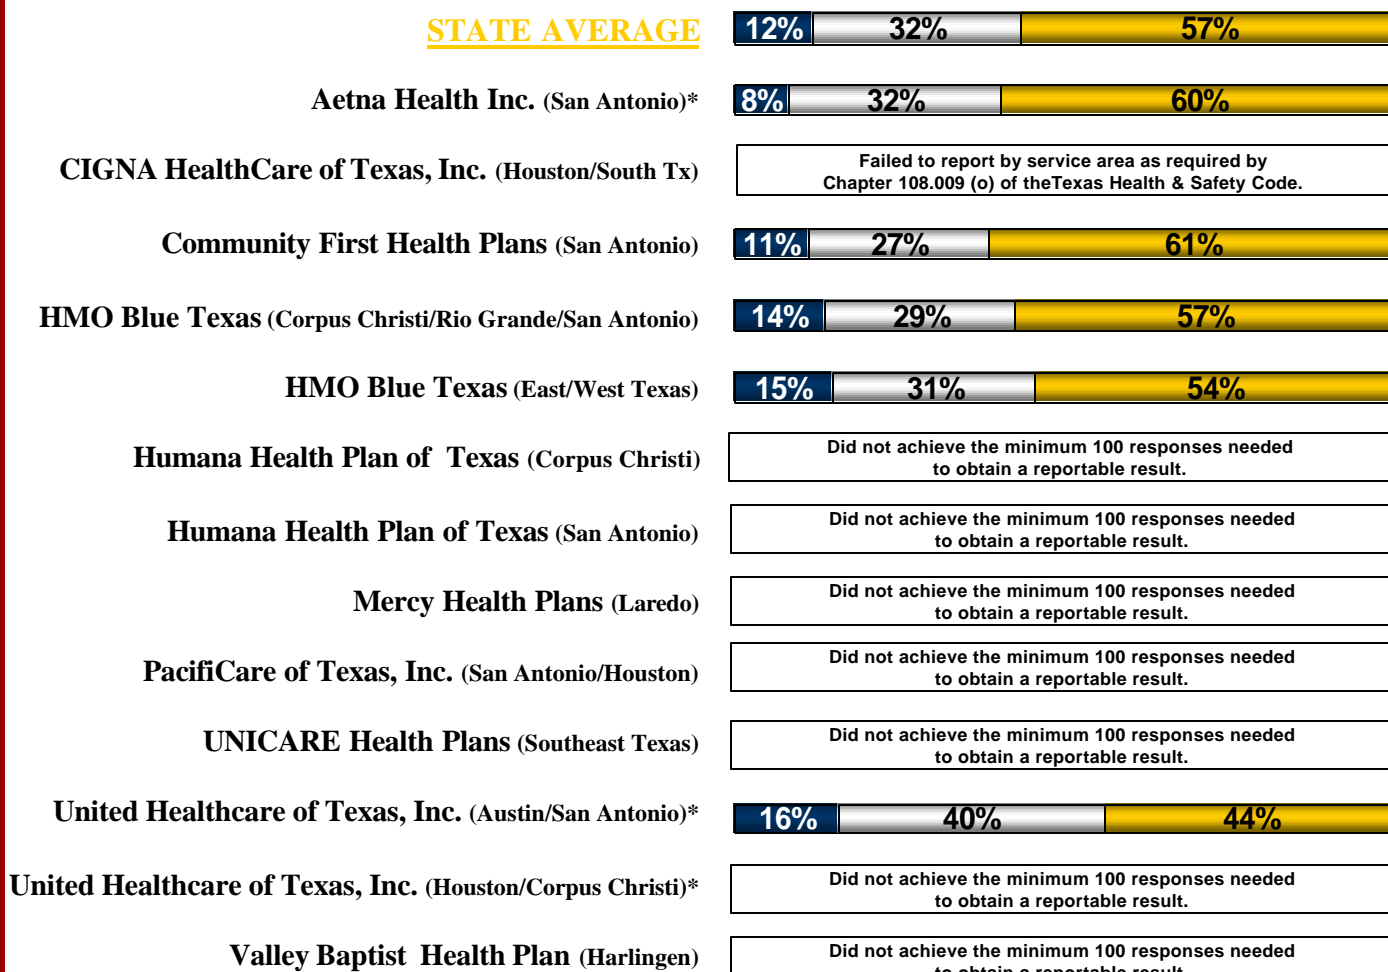 STATE AVERAGE 12% 32% 57%
Aetna Health Inc. (San Antonio)* 8% 32% 60%
CIGNA HealthCare of Texas, Inc. (Houston/South Tx)
Failed to report by service area as required by
Chapter 108.009 (o) of theTexas Health & Safety Code.
Community First Health Plans (San Antonio) 11% 27% 61%
HMO Blue Texas (Corpus Christi/Rio Grande/San Antonio) 14% 29% 57%
HMO Blue Texas (East/West Texas) 15% 31% 54%
Humana Health Plan of Texas (Corpus Christi)
Did not achieve the minimum 100 responses needed
to obtain a reportable result.
Humana Health Plan of Texas (San Antonio)
Did not achieve the minimum 100 responses needed
to obtain a reportable result.
Mercy Health Plans (Laredo)
Did not achieve the minimum 100 responses needed
to obtain a reportable result.
PacifiCare of Texas, Inc. (San Antonio/Houston)
Did not achieve the minimum 100 responses needed
to obtain a reportable result.
UNICARE Health Plans (Southeast Texas)
Did not achieve the minimum 100 responses needed
to obtain a reportable result.
United Healthcare of Texas, Inc. (Austin/San Antonio)* 16% 40% 44%
United Healthcare of Texas, Inc. (Houston/Corpus Christi)*
Did not achieve the minimum 100 responses needed
to obtain a reportable result.
Valley Baptist Health Plan (Harlingen)
Did not achieve the minimum 100 responses needed
to obtain a reportable result.